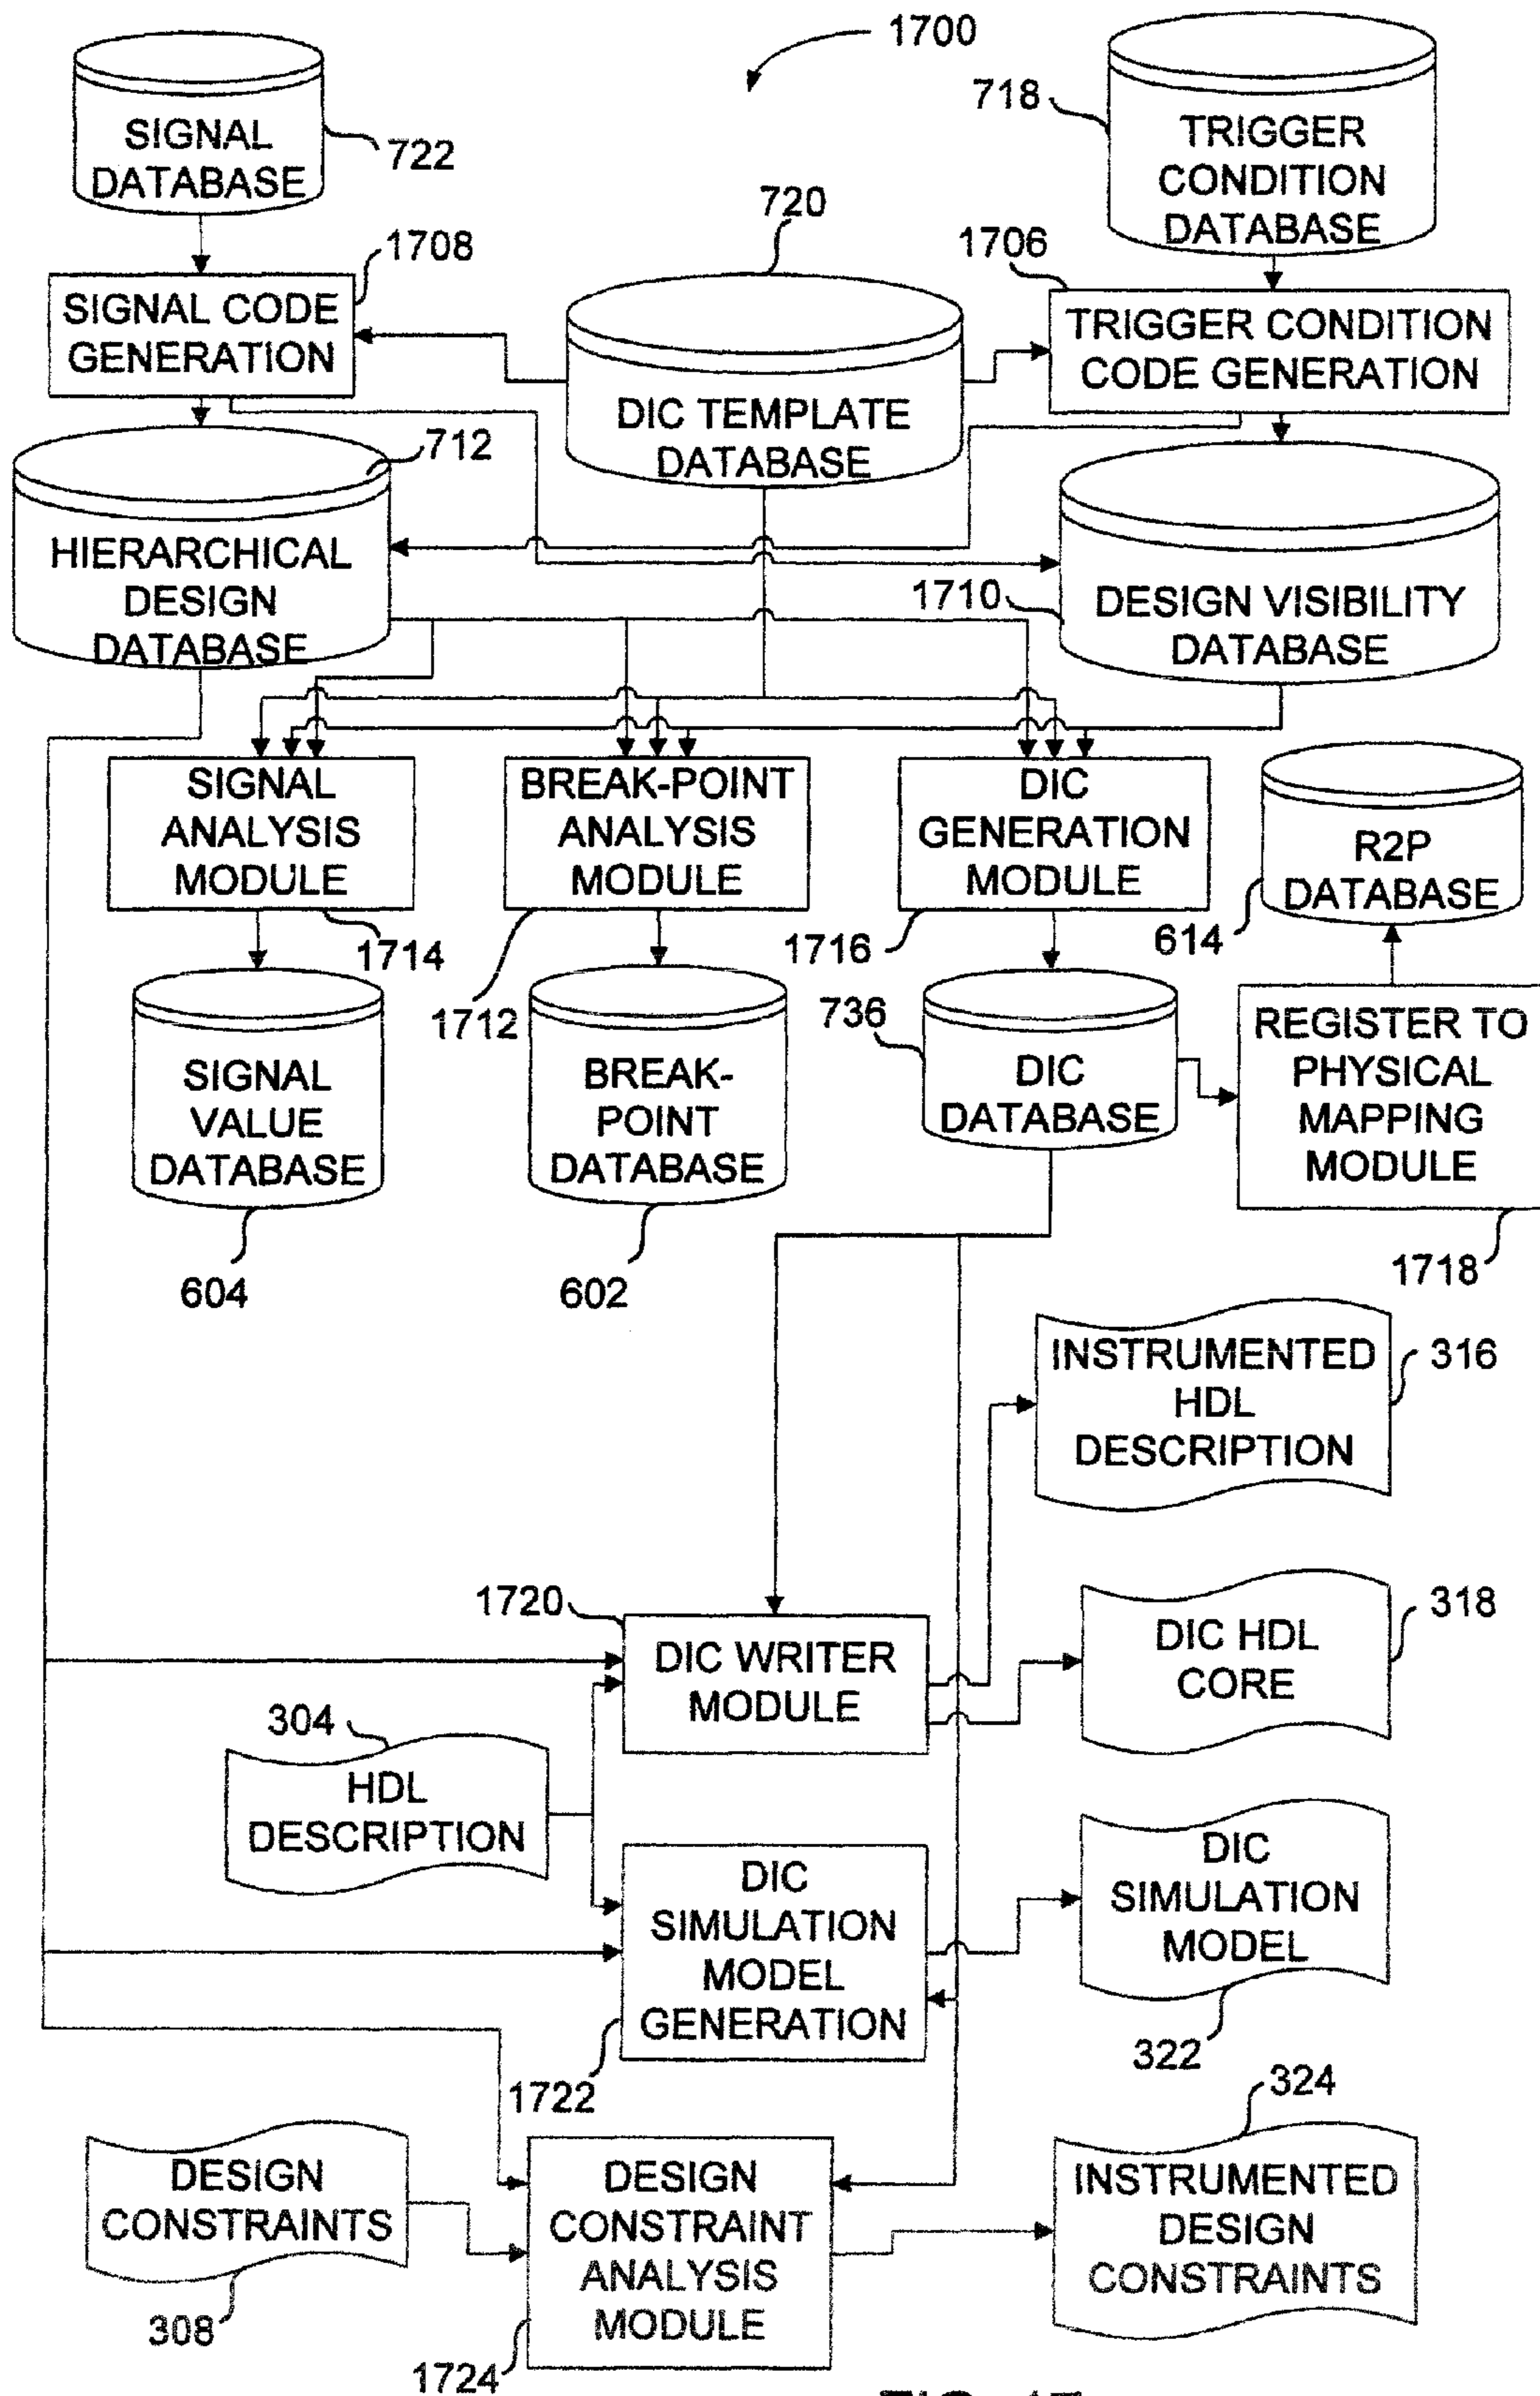 1700
SIGNAL
DATABASE
722
718
TRIGGER
CONDITION
DATABASE
720
1708
SIGNAL CODE
GENERATION
1706
TRIGGER CONDITION
CODE GENERATION
DIC TEMPLATE
DATABASE
712
HIERARCHICAL
DESIGN
DATABASE
1710
DESIGN VISIBILITY
DATABASE
SIGNAL
ANALYSIS
MODULE
1714
BREAK-POINT
ANALYSIS
MODULE
1712
DIC
GENERATION
MODULE
1716
R2P
DATABASE
614
SIGNAL
VALUE
DATABASE
604
BREAK-
POINT
DATABASE
602
736
DIC
DATABASE
REGISTER TO
PHYSICAL
MAPPING
MODULE
1718
INSTRUMENTED
HDL
DESCRIPTION
316
1720
DIC WRITER
MODULE
DIC HDL
CORE
318
304
HDL
DESCRIPTION
DIC
SIMULATION
MODEL
GENERATION
1722
DIC
SIMULATION
MODEL
322
324
DESIGN
CONSTRAINTS
308
DESIGN
CONSTRAINT
ANALYSIS
MODULE
1724
INSTRUMENTED
DESIGN
CONSTRAINTS